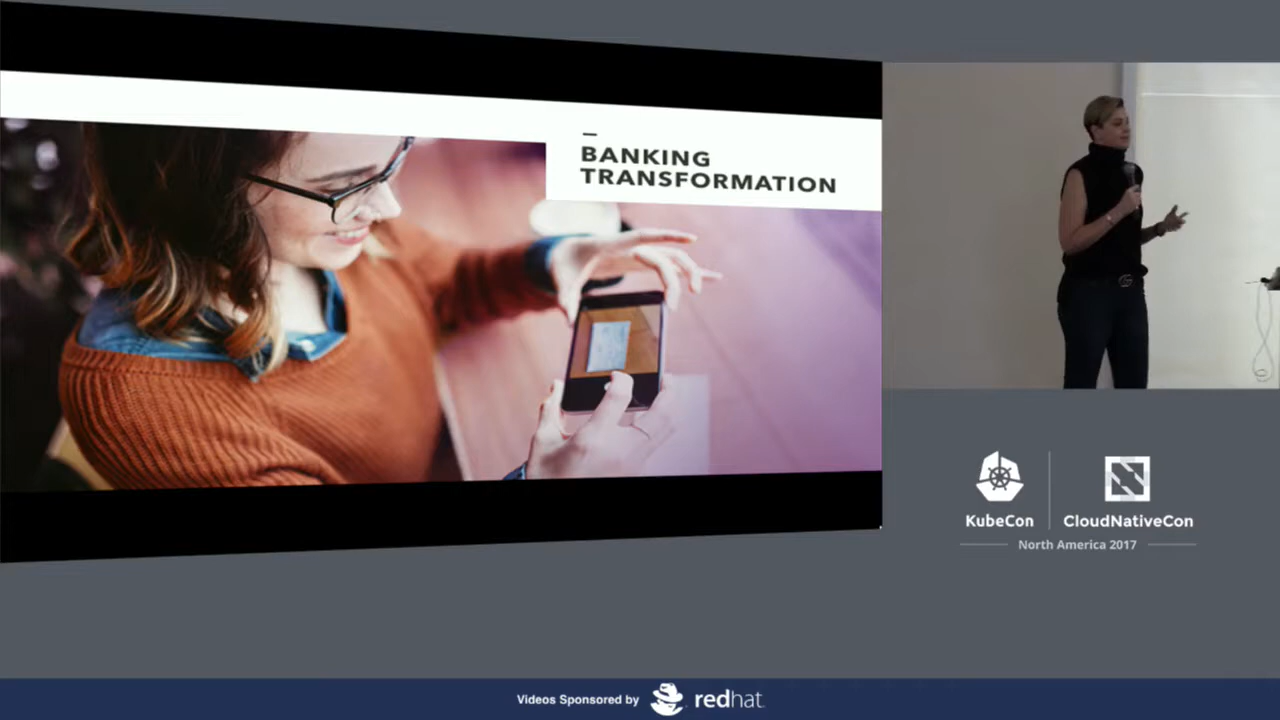 BANKING
TRANSFORMATION
KubeCon
CloudNativeCon
North America 2017
Videos Sponsored by redhat.